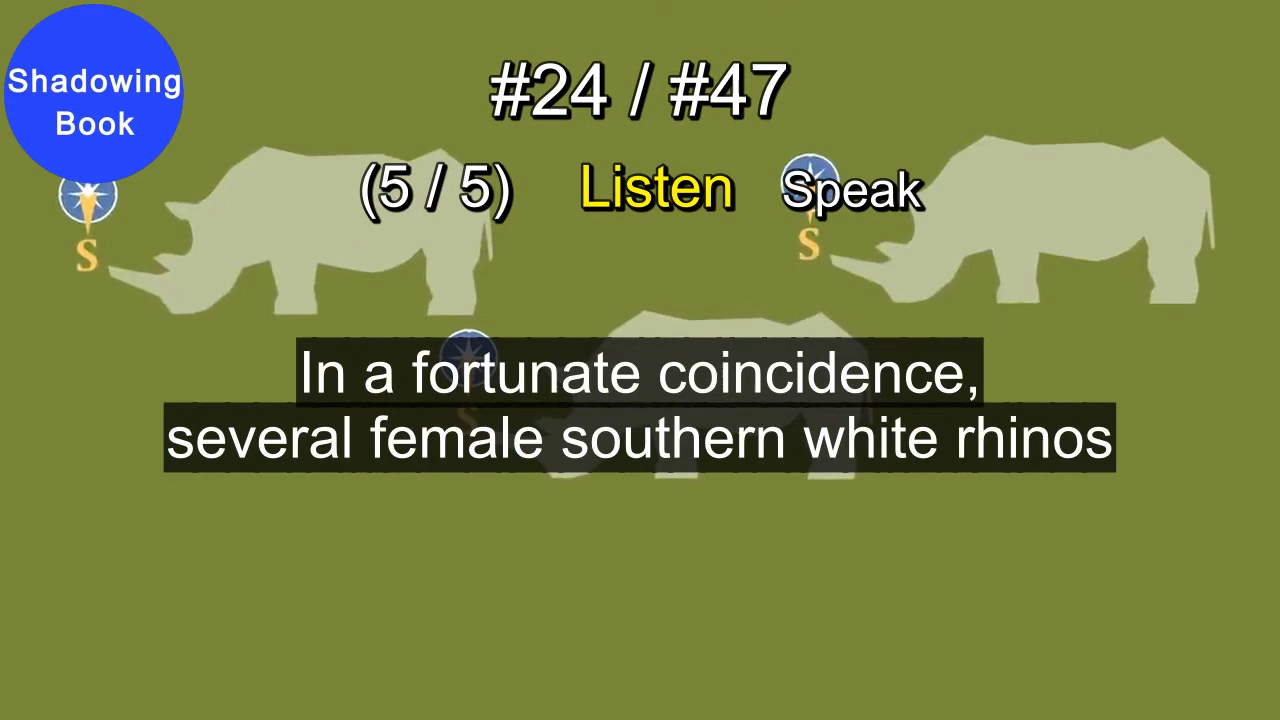 Shadowing
Book
#24 / #47
(5 / 5) Listen Speak
S
S
In a fortunate coincidence,
several female southern white rhinos